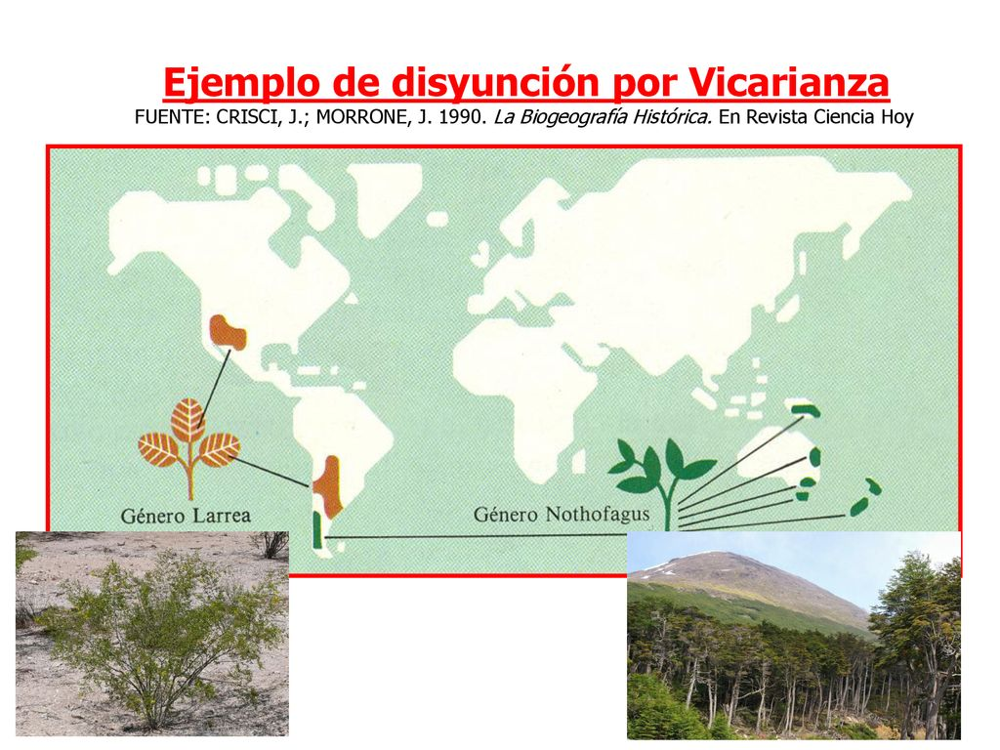 Ejemplo de disyunción por Vicarianza
FUENTE: CRISCI, J.; MORRONE, J. 1990. La Biogeografía Histórica. En Revista Ciencia Hoy
Género Larrea
Género Nothofagus